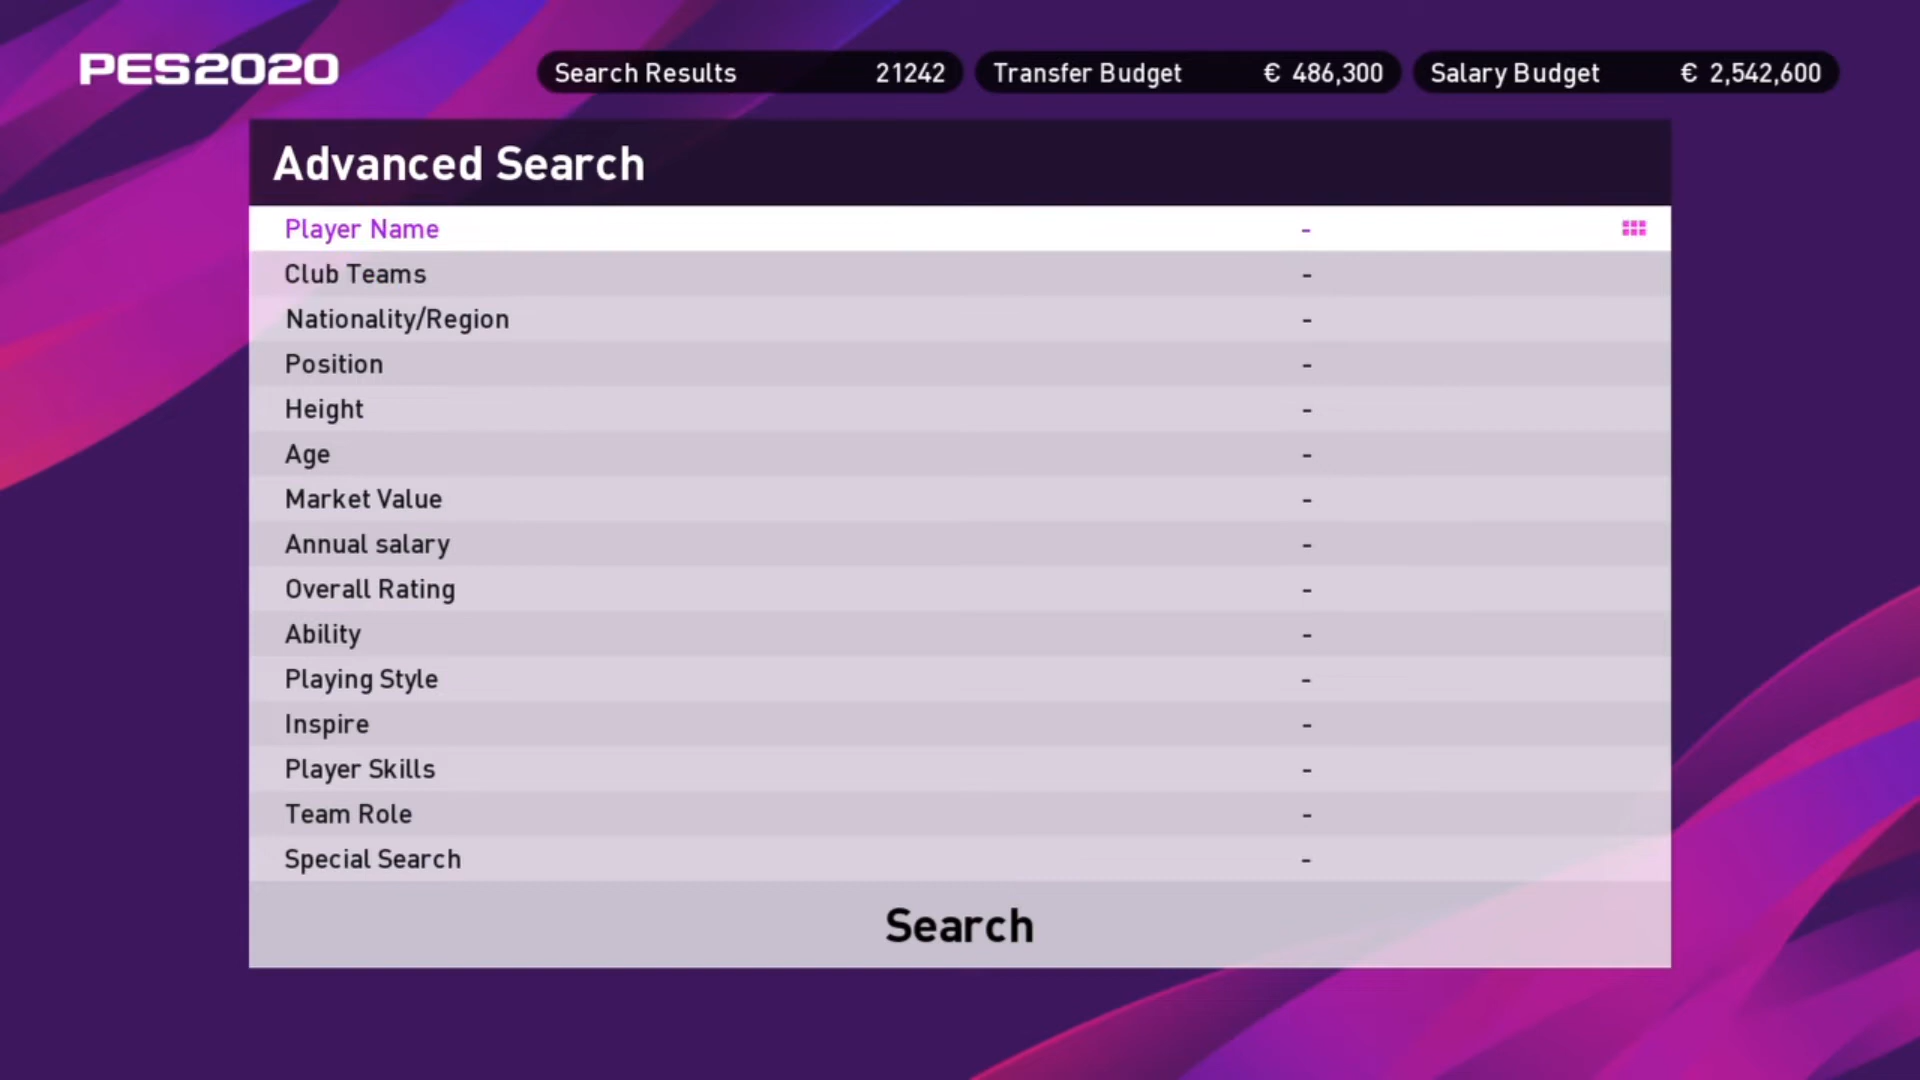 PES2020
Search Results 21242
Transfer Budget € 486,300
Salary Budget € 2,542,600
Advanced Search
Player Name -
Club Teams -
Nationality/Region -
Position -
Height -
Age -
Market Value -
Annual salary -
Overall Rating -
Ability -
Playing Style -
Inspire -
Player Skills -
Team Role -
Special Search -
Search